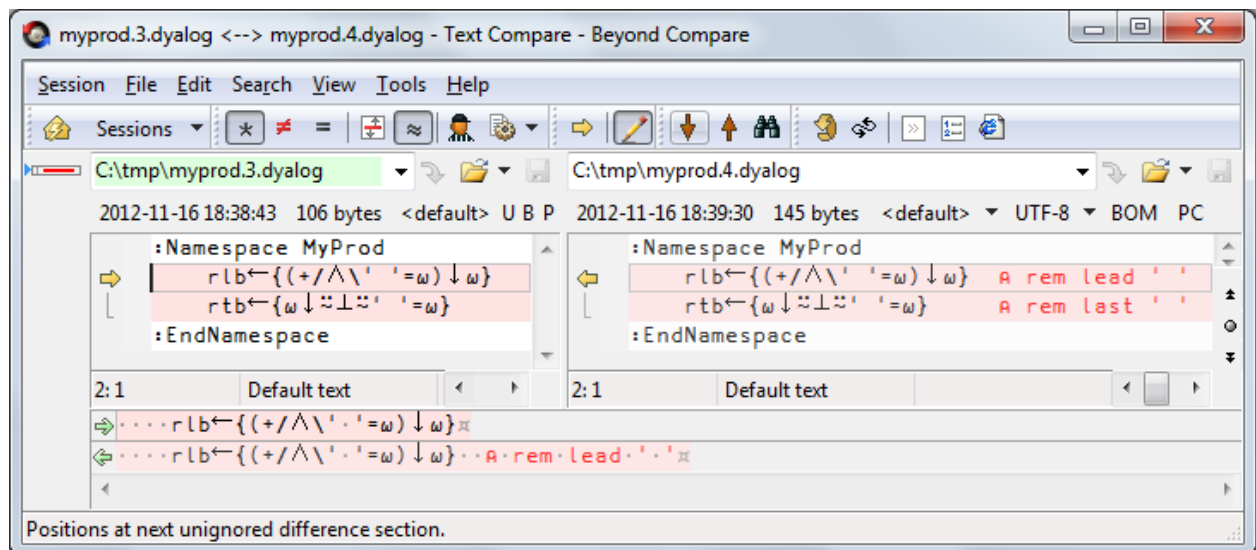 myprod.3.dyalog <--> myprod.4.dyalog - Text Compare - Beyond Compare
Session File Edit Search View Tools Help
Sessions
C:\tmp\myprod.3.dyalog C:\tmp\myprod.4.dyalog
2012-11-16 18:38:43 106 bytes <default> U B P 2012-11-16 18:39:30 145 bytes <default> UTF-8 BOM PC
:Namespace MyProd :Namespace MyProd
rlb←{(+/∧\' '=⍵)↓⍵} rlb←{(+/∧\' '=⍵)↓⍵} ⍝ rem lead ' '
rtb←{⍵↓⍨⊥⍨' '=⍵} rtb←{⍵↓⍨⊥⍨' '=⍵} ⍝ rem last ' '
:EndNamespace :EndNamespace
2: 1 Default text 2: 1 Default text
····rlb←{(+/∧\'·'=⍵)↓⍵}¤
····rlb←{(+/∧\'·'=⍵)↓⍵}··⍝·rem·lead·'·'¤
Positions at next unignored difference section.